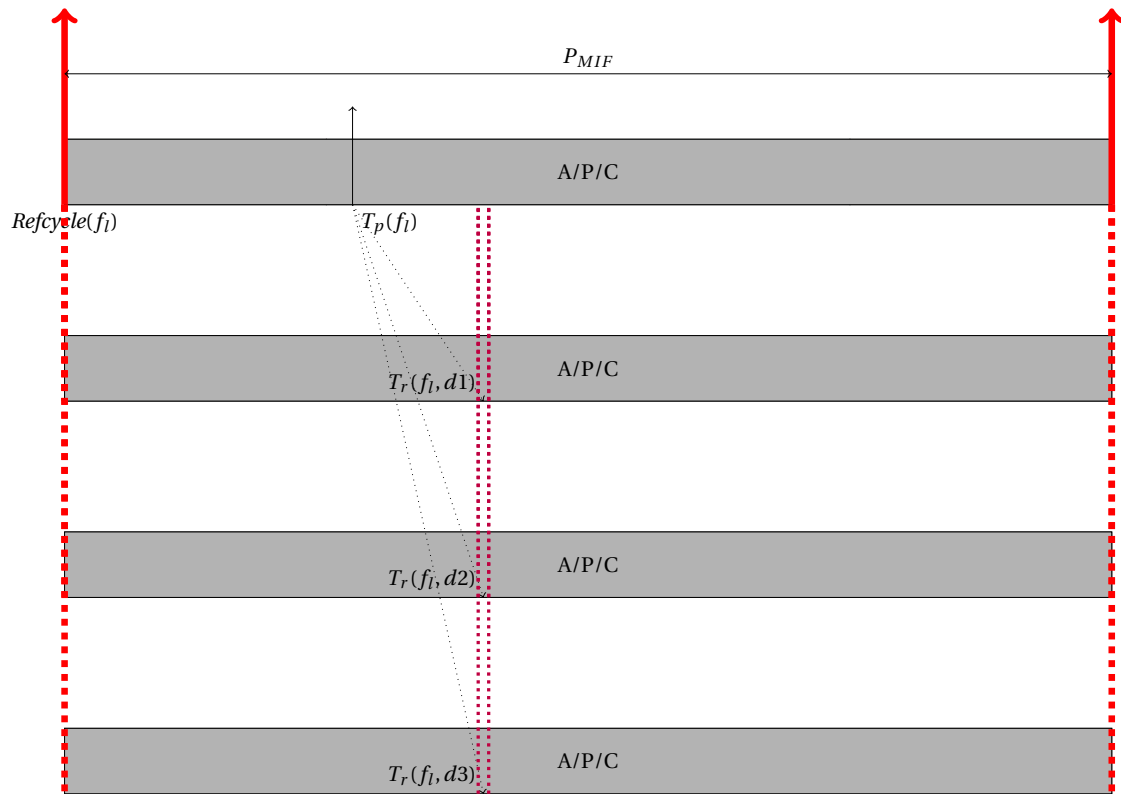 P_{MIF}
A/P/C
Refcycle(f_l)
T_p(f_l)
A/P/C
T_r(f_l, d1)
A/P/C
T_r(f_l, d2)
A/P/C
T_r(f_l, d3)